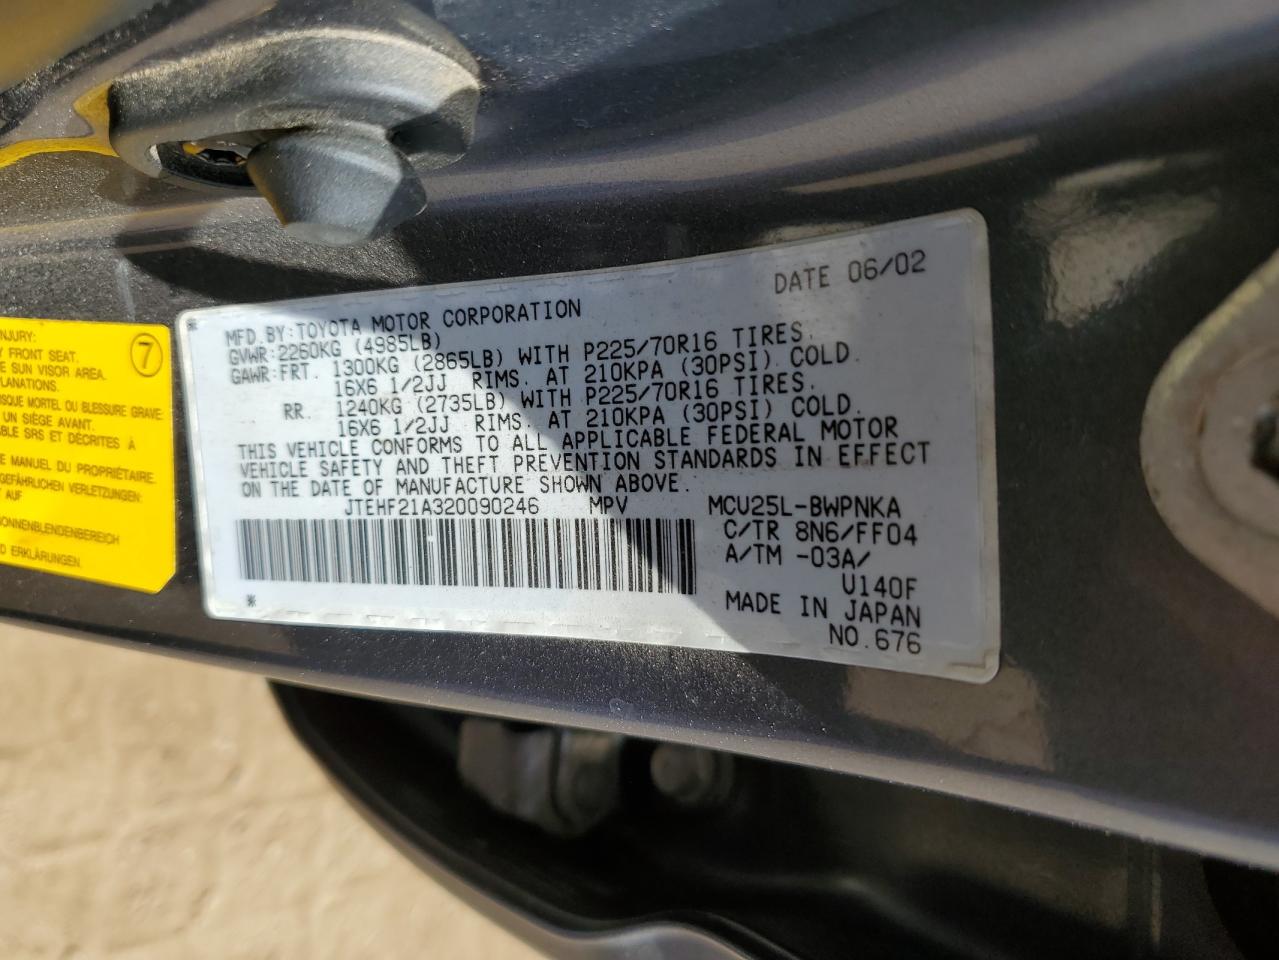 NJURY:
FRONT SEAT.
SUN VISOR AREA.
PLANATIONS.
RISQUE MORTEL OU BLESSURE GRAVE
UN SIÈGE AVANT.
SRS ET DÉCRITES À
MANUEL DU PROPRIÉTAIRE.
GEFÄHRLICHEN VERLETZUNGEN:
AUF
SONNENBLENDENBEREICH
D ERKLÄRUNGEN.
7
* DATE 06/02
MFD.BY:TOYOTA MOTOR CORPORATION
GVWR:2260KG (4985LB)
GAWR:FRT. 1300KG (2865LB) WITH P225/70R16 TIRES.
16X6 1/2JJ RIMS. AT 210KPA (30PSI) COLD.
RR. 1240KG (2735LB) WITH P225/70R16 TIRES.
16X6 1/2JJ RIMS. AT 210KPA (30PSI) COLD.
THIS VEHICLE CONFORMS TO ALL APPLICABLE FEDERAL MOTOR
VEHICLE SAFETY AND THEFT PREVENTION STANDARDS IN EFFECT
ON THE DATE OF MANUFACTURE SHOWN ABOVE.
JTEHF21A320090246 MPV MCU25L-BWPNKA
C/TR 8N6/FF04
A/TM -03A/
U140F
* MADE IN JAPAN
NO.676